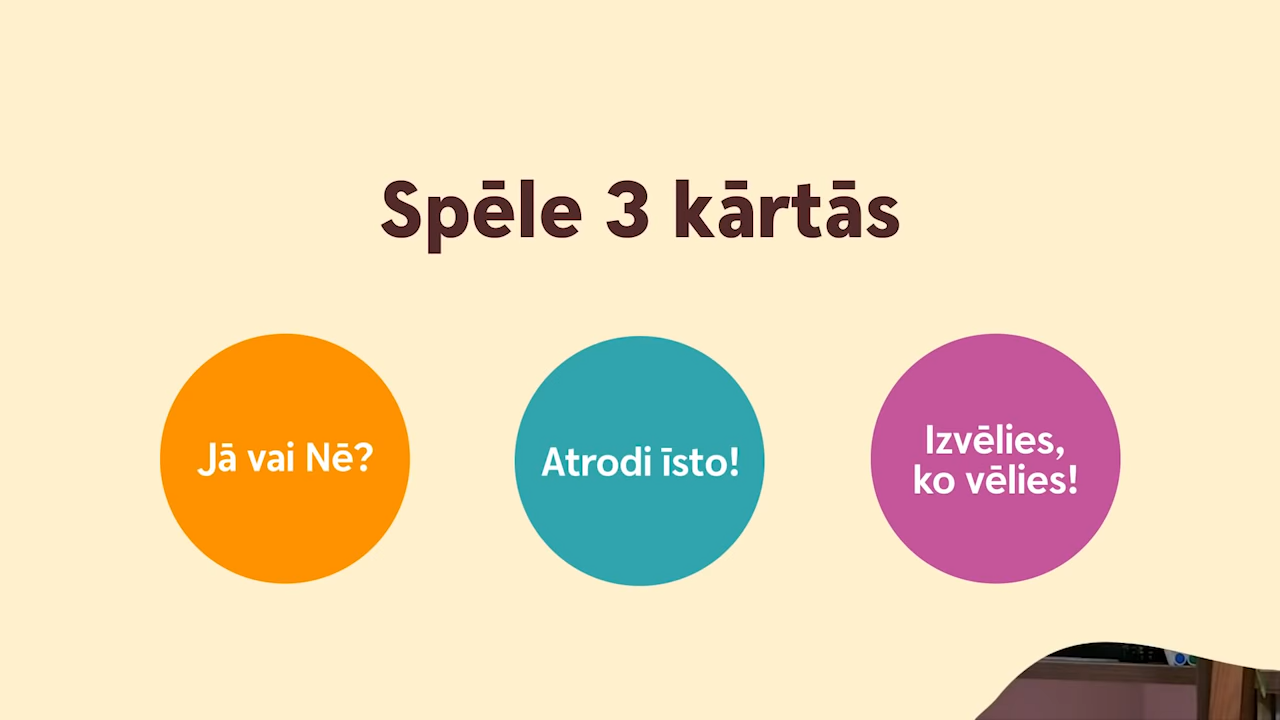 Spēle 3 kārtās
Jā vai Nē?
Atrodi īsto!
Izvēlies,
ko vēlies!